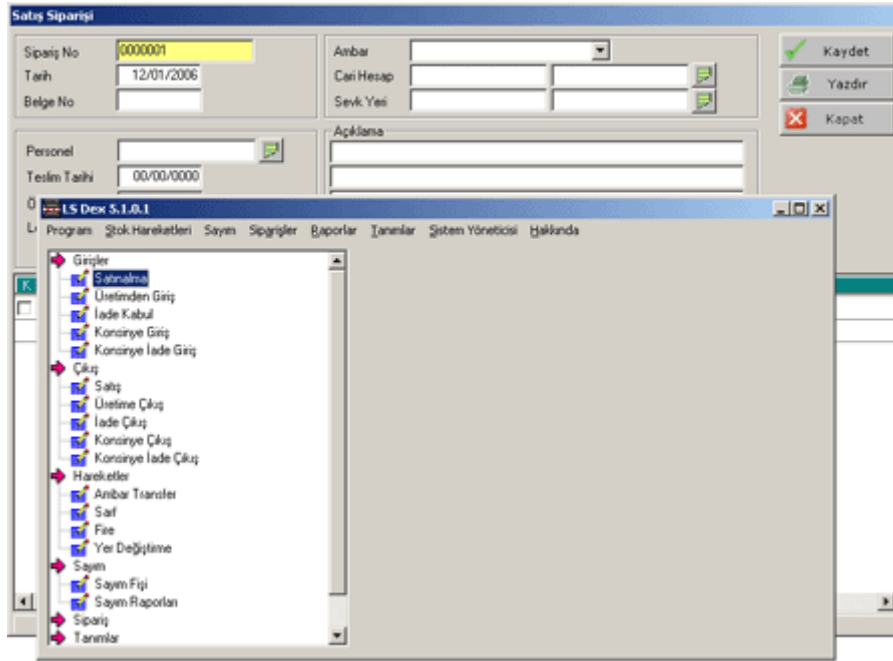 Satış Siparişi
Sipariş No 0000001 Ambar Kaydet
Tarih 12/01/2006 Cari Hesap Yazdır
Belge No Sevk Yeri Kapat
Açıklama
Personel
Teslim Tarihi 00/00/0000
LS Dex 5.1.0.1
Program Stok Hareketleri Sayım Siparişler Raporlar Tanımlar Sistem Yöneticisi Hakkında
Girişler
Satınalma
Üretimden Giriş
İade Kabul
Konsinye Giriş
Konsinye İade Giriş
Çıkış
Satış
Üretime Çıkış
İade Çıkış
Konsinye Çıkış
Konsinye İade Çıkış
Hareketler
Ambar Transfer
Sarf
Fire
Yer Değiştirme
Sayım
Sayım Fişi
Sayım Raporları
Sipariş
Tanımlar